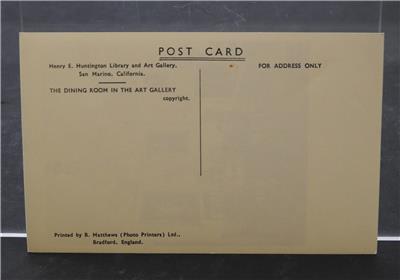 POST CARD
Henry E. Huntington Library and Art Gallery,
San Marino, California.
FOR ADDRESS ONLY
THE DINING ROOM IN THE ART GALLERY
copyright.
Printed by B. Matthews (Photo Printers) Ltd.,
Bradford, England.